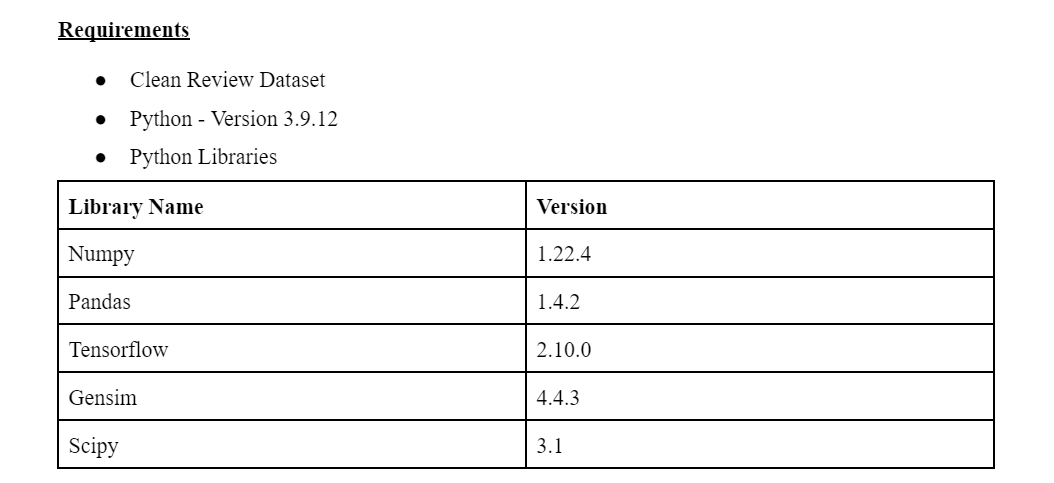 Requirements
● Clean Review Dataset
● Python - Version 3.9.12
● Python Libraries
Library Name Version
Numpy 1.22.4
Pandas 1.4.2
Tensorflow 2.10.0
Gensim 4.4.3
Scipy 3.1